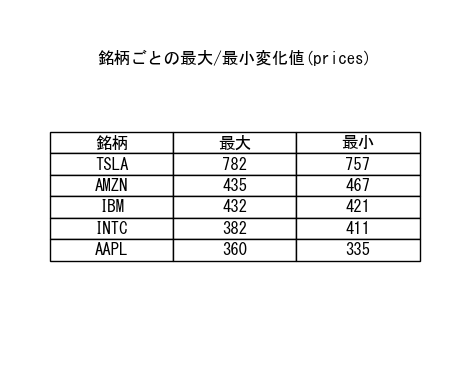 銘柄ごとの最大/最小変化値(prices)
銘柄 最大 最小
TSLA 782 757
AMZN 435 467
IBM 432 421
INTC 382 411
AAPL 360 335